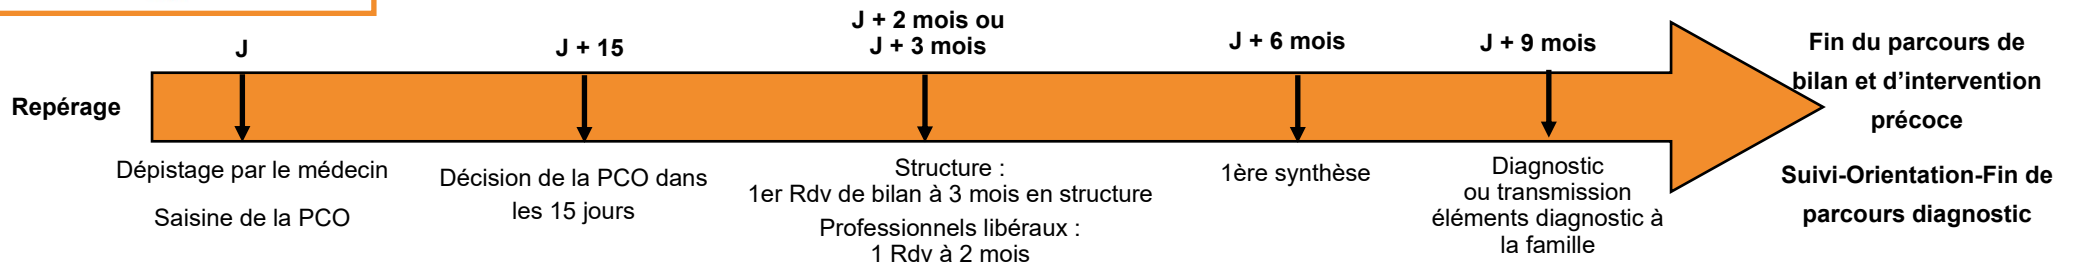 Repérage
J
Dépistage par le médecin
Saisine de la PCO
J + 15
Décision de la PCO dans
les 15 jours
J + 2 mois ou
J + 3 mois
Structure :
1er Rdv de bilan à 3 mois en structure
Professionnels libéraux :
1 Rdv à 2 mois
J + 6 mois
1ère synthèse
J + 9 mois
Diagnostic
ou transmission
éléments diagnostic à
la famille
Fin du parcours de
bilan et d’intervention
précoce
Suivi-Orientation-Fin de
parcours diagnostic